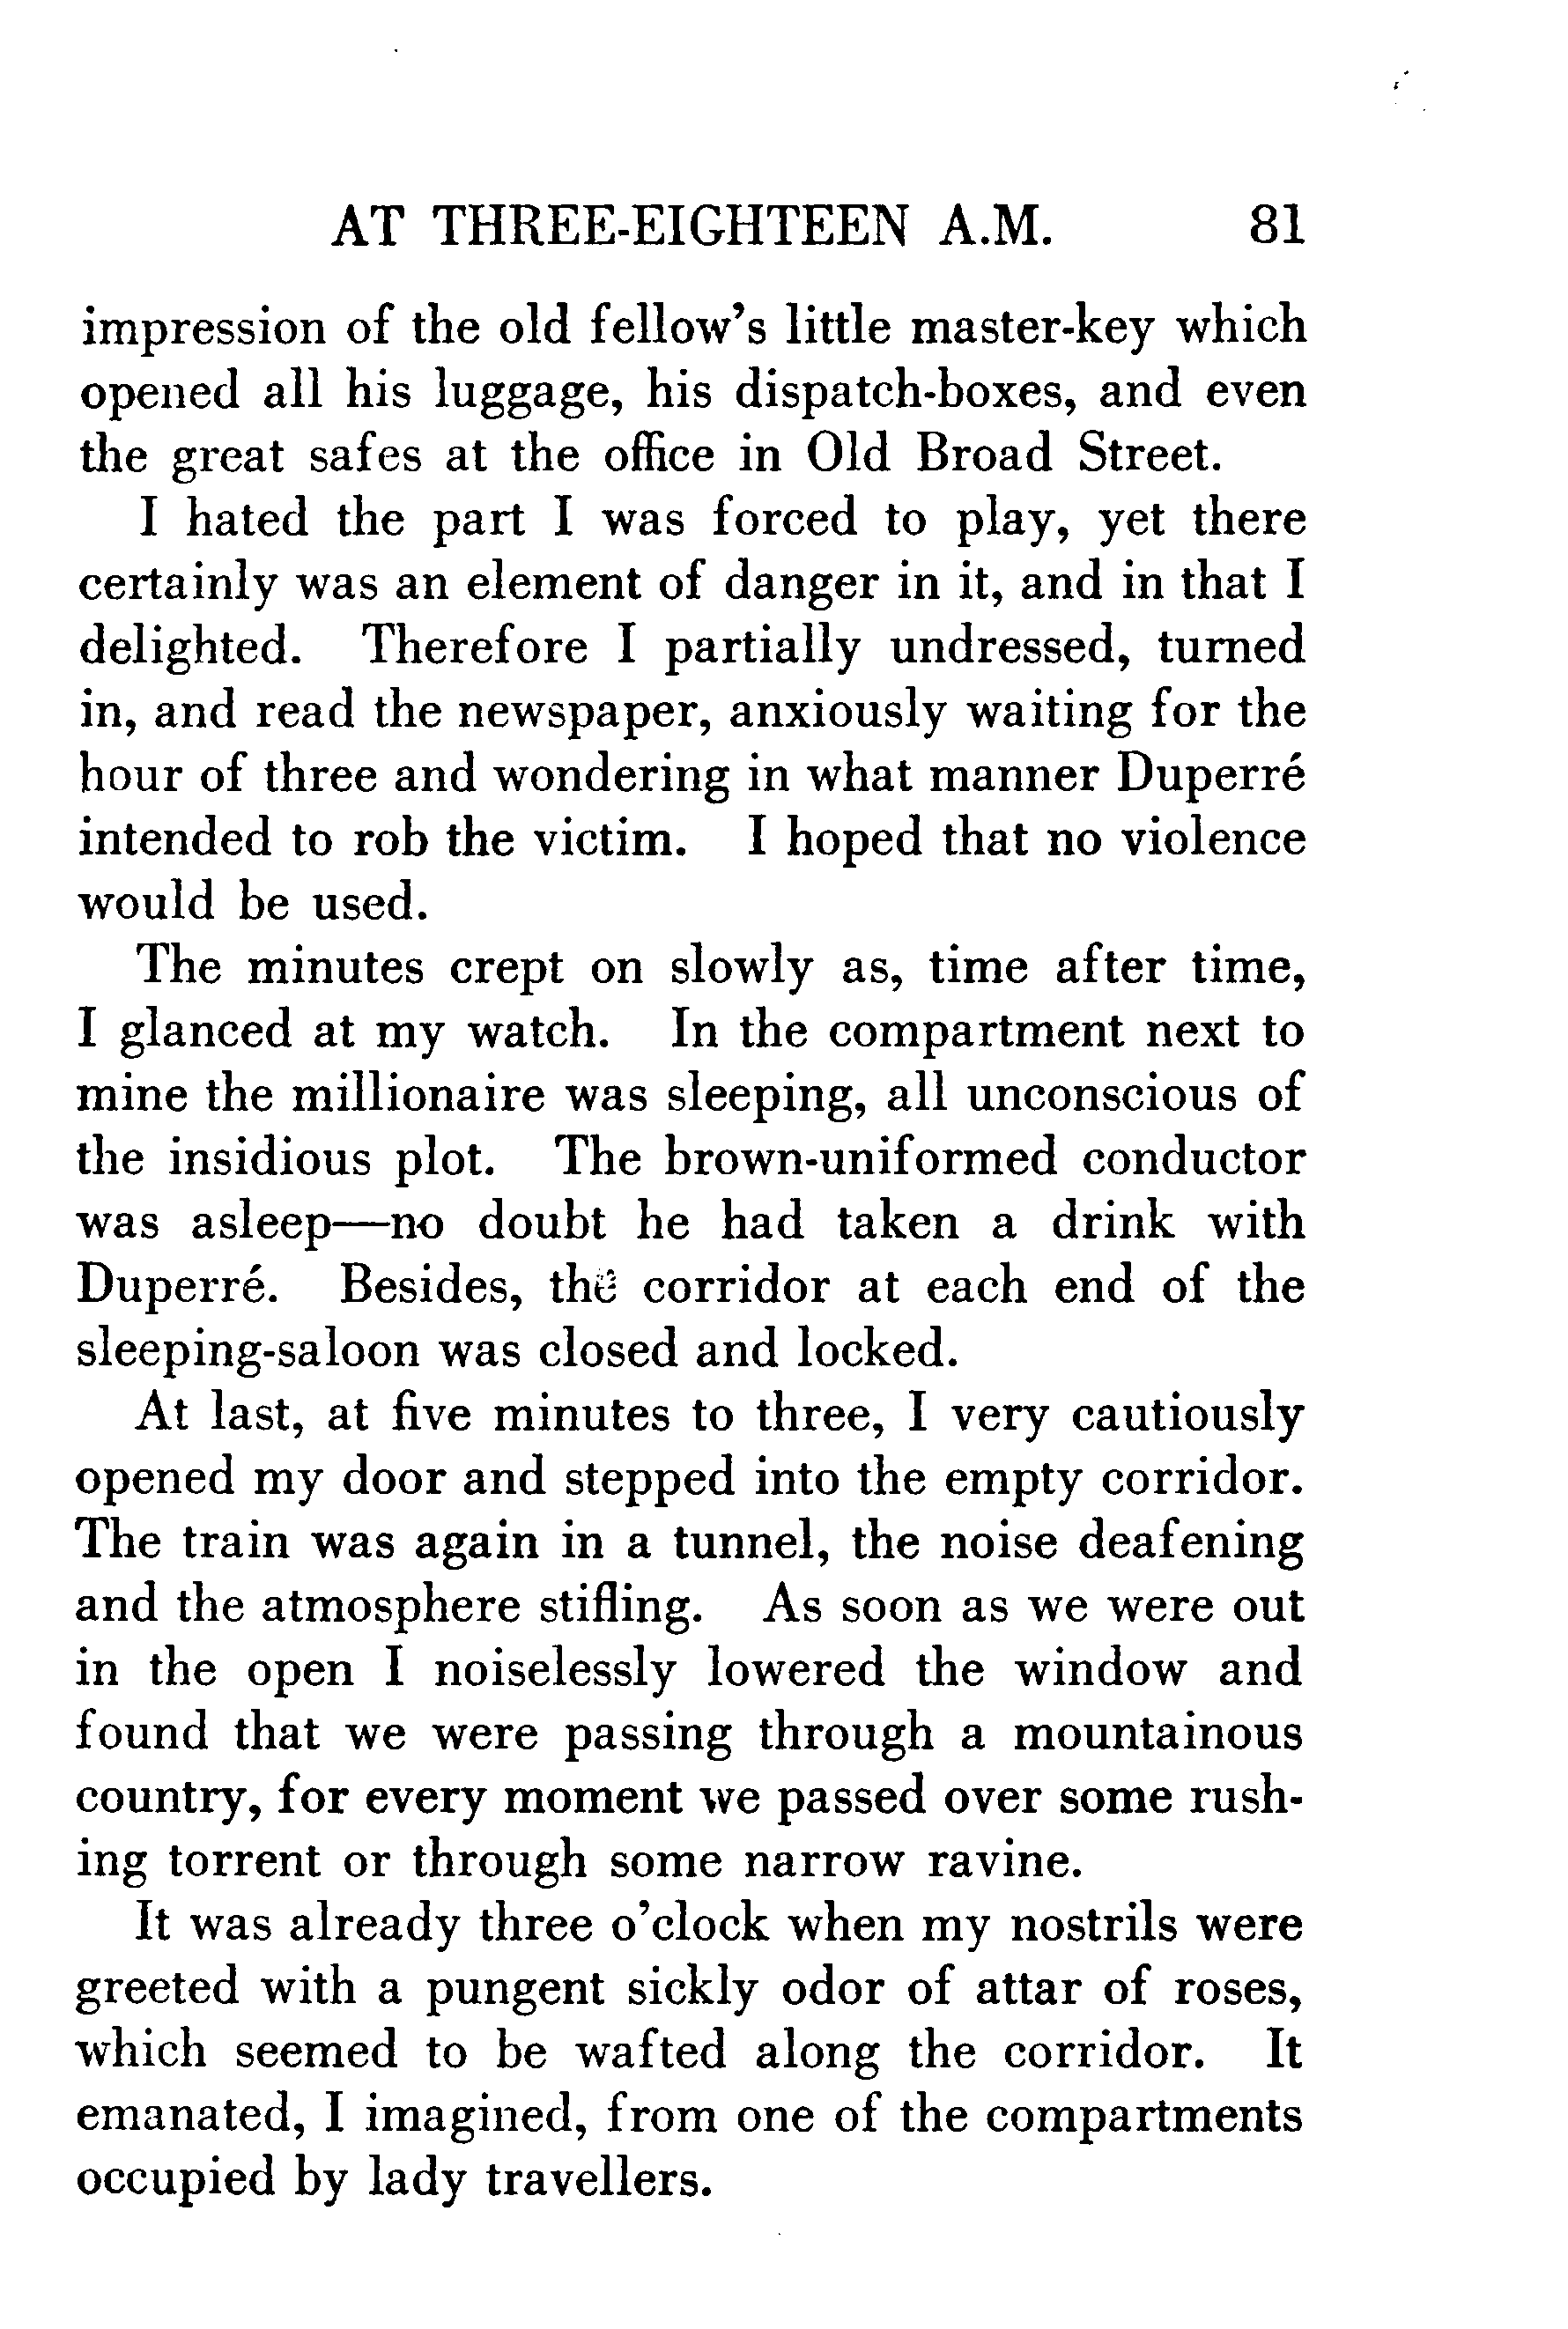 AT THREE-EIGHTEEN A.M. 81
impression of the old fellow's little master-key which
opened all his luggage, his dispatch-boxes, and even
the great safes at the office in Old Broad Street.
I hated the part I was forced to play, yet there
certainly was an element of danger in it, and in that I
delighted. Therefore I partially undressed, turned
in, and read the newspaper, anxiously waiting for the
hour of three and wondering in what manner Duperré
intended to rob the victim. I hoped that no violence
would be used.
The minutes crept on slowly as, time after time,
I glanced at my watch. In the compartment next to
mine the millionaire was sleeping, all unconscious of
the insidious plot. The brown-uniformed conductor
was asleep—no doubt he had taken a drink with
Duperré. Besides, the corridor at each end of the
sleeping-saloon was closed and locked.
At last, at five minutes to three, I very cautiously
opened my door and stepped into the empty corridor.
The train was again in a tunnel, the noise deafening
and the atmosphere stifling. As soon as we were out
in the open I noiselessly lowered the window and
found that we were passing through a mountainous
country, for every moment we passed over some rush-
ing torrent or through some narrow ravine.
It was already three o'clock when my nostrils were
greeted with a pungent sickly odor of attar of roses,
which seemed to be wafted along the corridor. It
emanated, I imagined, from one of the compartments
occupied by lady travellers.